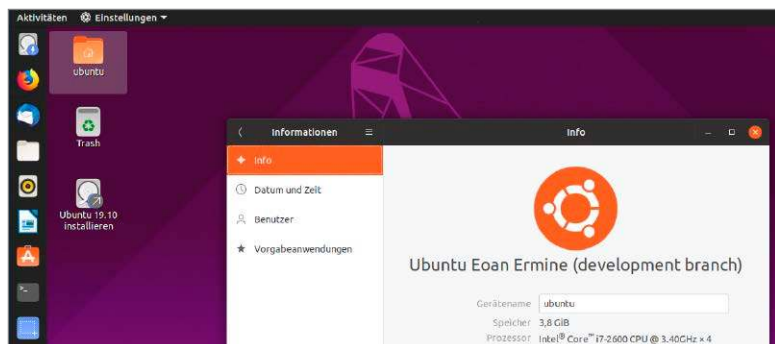 Aktivitäten Einstellungen
ubuntu
Trash
Ubuntu 19.10
installieren
Informationen
Info
Info
Datum und Zeit
Benutzer
Vorgabeanwendungen
Ubuntu Eoan Ermine (development branch)
Gerätename ubuntu
Speicher 3,8 GiB
Prozessor Intel® Core™ i7-2600 CPU @ 3.40GHz × 4